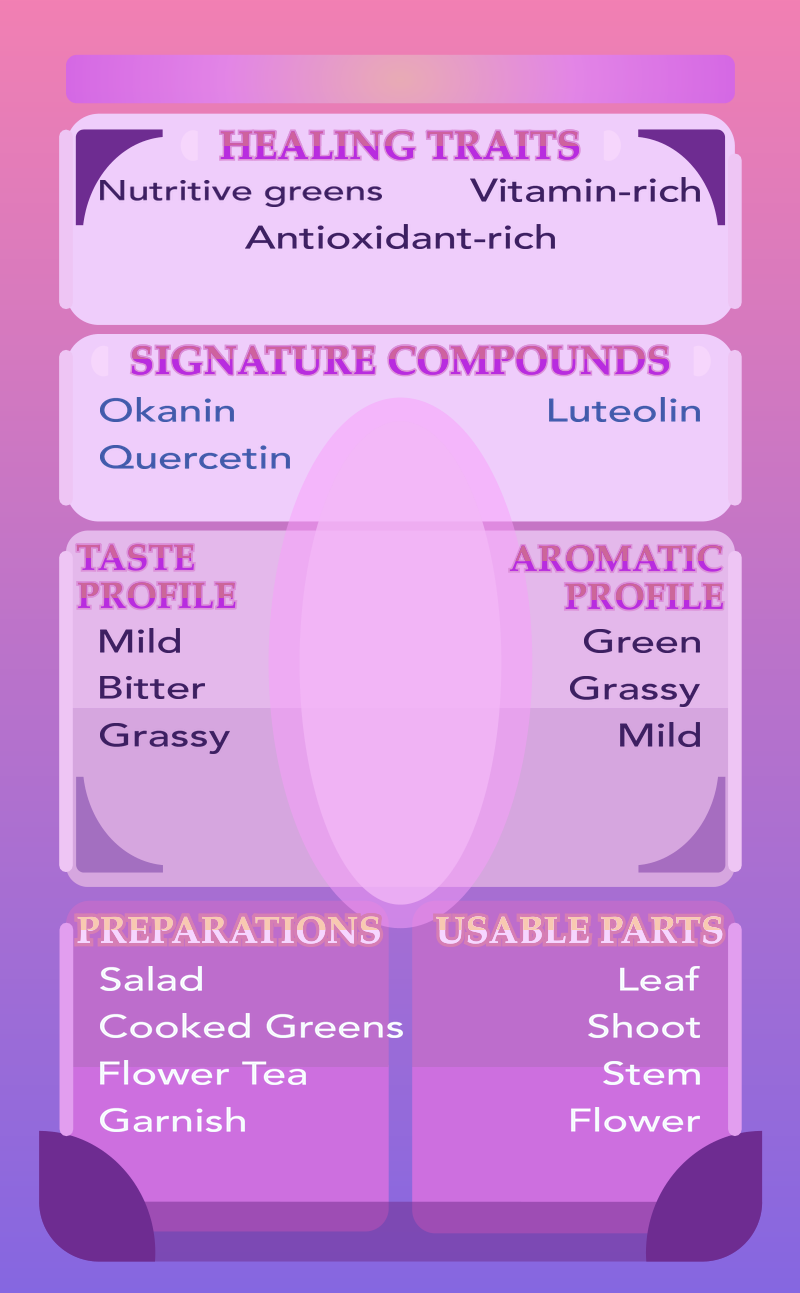 HEALING TRAITS
Nutritive greens Vitamin-rich
Antioxidant-rich
SIGNATURE COMPOUNDS
Okanin Luteolin
Quercetin
TASTE
PROFILE
Mild
Bitter
Grassy
AROMATIC
PROFILE
Green
Grassy
Mild
PREPARATIONS
Salad
Cooked Greens
Flower Tea
Garnish
USABLE PARTS
Leaf
Shoot
Stem
Flower